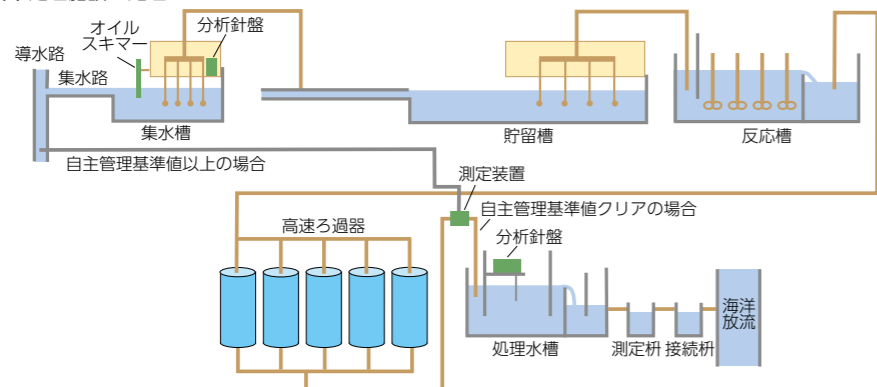 オイル
スキマー
分析針盤
導水路
集水路
集水槽
貯留槽
反応槽
自主管理基準値以上の場合
測定装置
自主管理基準値クリアの場合
高速ろ過器
分析針盤
処理水槽
測定枡
接続枡
海洋
放流